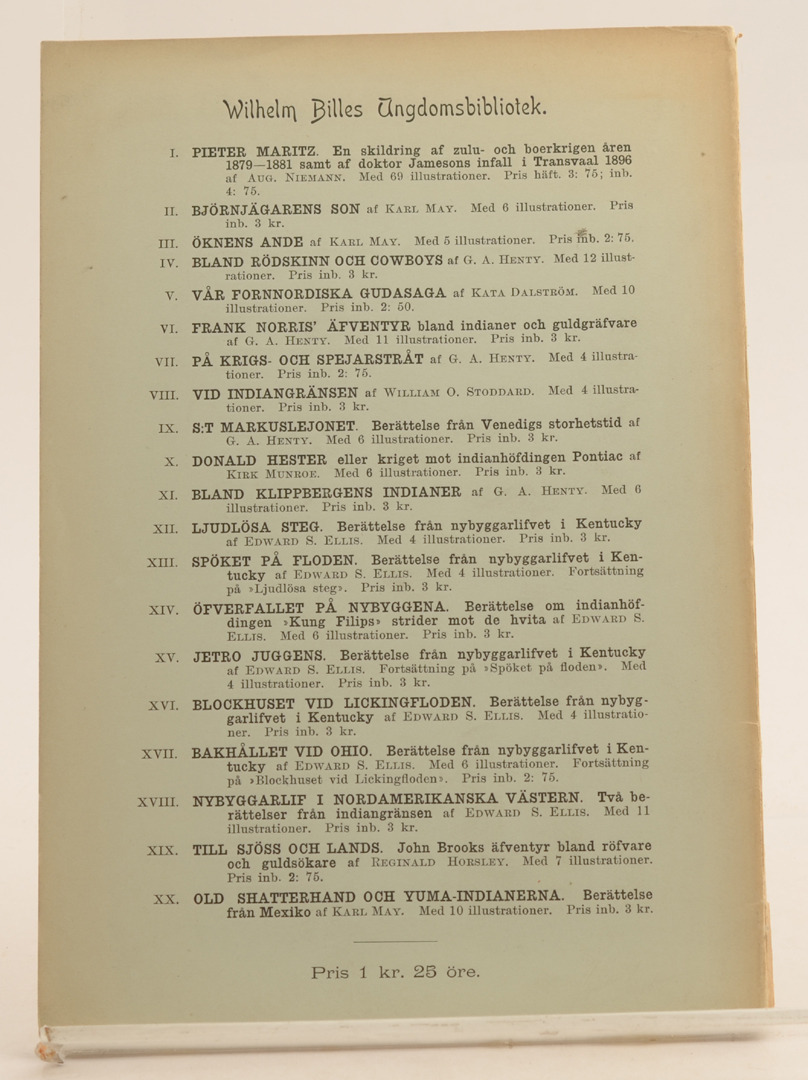 Wilhelm Billes Ungdomsbibliotek.
I. PIETER MARITZ. En skildring af zulu- och boerkrigen åren
1879—1881 samt af doktor Jamesons infall i Transvaal 1896
af Aug. Niemann. Med 69 illustrationer. Pris häft. 3: 75; inb.
4: 75.
II. BJÖRNJÄGARENS SON af Karl May. Med 6 illustrationer. Pris
inb. 3 kr.
III. ÖKNENS ANDE af Karl May. Med 5 illustrationer. Pris inb. 2: 75.
IV. BLAND RÖDSKINN OCH COWBOYS af G. A. Henty. Med 12 illust-
rationer. Pris inb. 3 kr.
V. VÅR FORNNORDISKA GUDASAGA af Kata Dalström. Med 10
illustrationer. Pris inb. 2: 50.
VI. FRANK NORRIS' ÄFVENTYR bland indianer och guldgräfvare
af G. A. Henty. Med 11 illustrationer. Pris inb. 3 kr.
VII. PÅ KRIGS- OCH SPEJARSTRÅT af G. A. Henty. Med 4 illustra-
tioner. Pris inb. 2: 75.
VIII. VID INDIANGRÄNSEN af William O. Stoddard. Med 4 illustra-
tioner. Pris inb. 3 kr.
IX. S:T MARKUSLEJONET. Berättelse från Venedigs storhetstid af
G. A. Henty. Med 6 illustrationer. Pris inb. 3 kr.
X. DONALD HESTER eller kriget mot indianhöfdingen Pontiac af
Kirk Munroe. Med 6 illustrationer. Pris inb. 3 kr.
XI. BLAND KLIPPBERGENS INDIANER af G. A. Henty. Med 6
illustrationer. Pris inb. 3 kr.
XII. LJUDLÖSA STEG. Berättelse från nybyggarlifvet i Kentucky
af Edward S. Ellis. Med 4 illustrationer. Pris inb. 3 kr.
XIII. SPÖKET PÅ FLODEN. Berättelse från nybyggarlifvet i Ken-
tucky af Edward S. Ellis. Med 4 illustrationer. Fortsättning
på »Ljudlösa steg». Pris inb. 3 kr.
XIV. ÖFVERFALLET PÅ NYBYGGENA. Berättelse om indianhöf-
dingen »Kung Filips» strider mot de hvita af Edward S.
Ellis. Med 6 illustrationer. Pris inb. 3 kr.
XV. JETRO JUGGENS. Berättelse från nybyggarlifvet i Kentucky
af Edward S. Ellis. Fortsättning på »Spöket på floden». Med
4 illustrationer. Pris inb. 3 kr.
XVI. BLOCKHUSET VID LICKINGFLODEN. Berättelse från nybyg-
garlifvet i Kentucky af Edward S. Ellis. Med 4 illustratio-
ner. Pris inb. 3 kr.
XVII. BAKHÅLLET VID OHIO. Berättelse från nybyggarlifvet i Ken-
tucky af Edward S. Ellis. Med 6 illustrationer. Fortsättning
på »Blockhuset vid Lickingfloden». Pris inb. 2: 75.
XVIII. NYBYGGARLIF I NORDAMERIKANSKA VÄSTERN. Två be-
rättelser från indiangränsen af Edward S. Ellis. Med 11
illustrationer. Pris inb. 3 kr.
XIX. TILL SJÖSS OCH LANDS. John Brooks äfventyr bland röfvare
och guldsökare af Reginald Horsley. Med 7 illustrationer.
Pris inb. 2: 75.
XX. OLD SHATTERHAND OCH YUMA-INDIANERNA. Berättelse
från Mexiko af Karl May. Med 10 illustrationer. Pris inb. 3 kr.
Pris 1 kr. 25 öre.